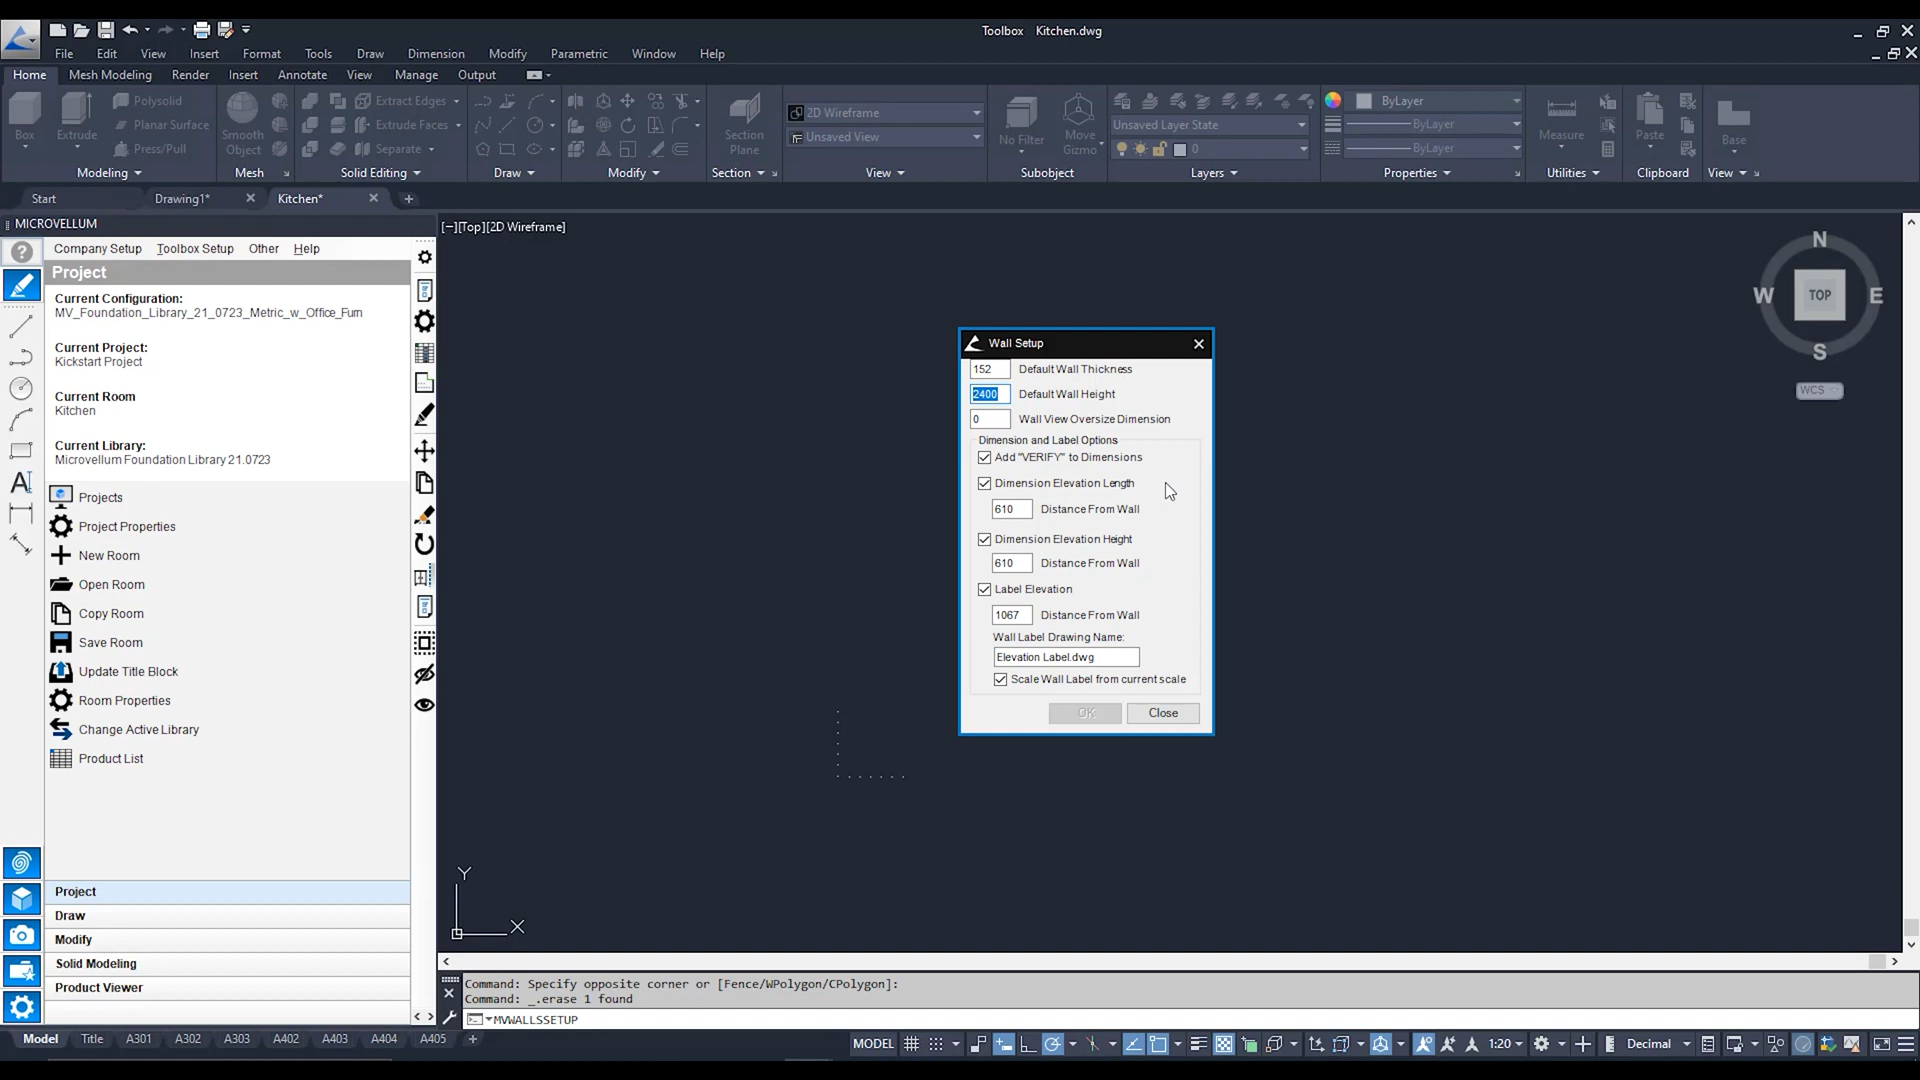 Toolbox Kitchen.dwg
File Edit View Insert Format Tools Draw Dimension Modify Parametric Window Help
Home Mesh Modeling Render Insert Annotate View Manage Output
Box
Extrude
Polysolid
Planar Surface
Press/Pull
Modeling
Smooth
Object
Mesh
Extract Edges
Extrude Faces
Separate
Solid Editing
Draw
Modify
Section
Plane
Section
2D Wireframe
Unsaved View
View
No Filter
Move
Gizmo
Subobject
Unsaved Layer State
0
Layers
ByLayer
ByLayer
ByLayer
Properties
Measure
Utilities
Paste
Clipboard
Base
View
Start Drawing1* Kitchen*
MICROVELLUM
Company Setup Toolbox Setup Other Help
Project
Current Configuration:
MV_Foundation_Library_21_0723_Metric_w_Office_Furn
Current Project:
Kickstart Project
Current Room
Kitchen
Current Library:
Microvellum Foundation Library 21.0723
Projects
Project Properties
New Room
Open Room
Copy Room
Save Room
Update Title Block
Room Properties
Change Active Library
Product List
Project
Draw
Modify
Solid Modeling
Product Viewer
[−][Top][2D Wireframe]
N
W TOP E
S
WCS
Wall Setup
152 Default Wall Thickness
2400 Default Wall Height
0 Wall View Oversize Dimension
Dimension and Label Options
Add "VERIFY" to Dimensions
Dimension Elevation Length
610 Distance From Wall
Dimension Elevation Height
610 Distance From Wall
Label Elevation
1067 Distance From Wall
Wall Label Drawing Name:
Elevation Label.dwg
Scale Wall Label from current scale
OK Close
Y
X
Command: Specify opposite corner or [Fence/WPolygon/CPolygon]:
Command: _.erase 1 found
MVWALLSSETUP
Model Title A301 A302 A303 A402 A403 A404 A405
MODEL 1:20 Decimal